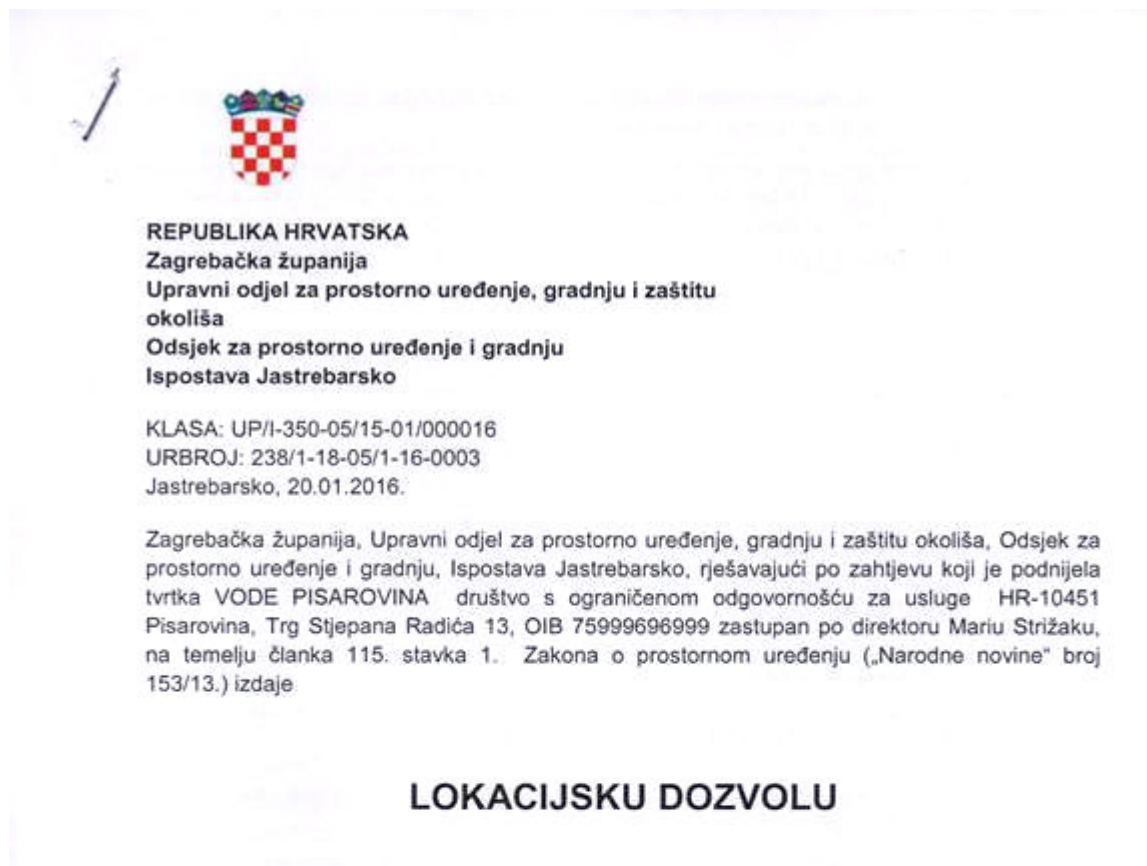 REPUBLIKA HRVATSKA
Zagrebačka županija
Upravni odjel za prostorno uređenje, gradnju i zaštitu
okoliša
Odsjek za prostorno uređenje i gradnju
Ispostava Jastrebarsko
KLASA: UP/I-350-05/15-01/000016
URBROJ: 238/1-18-05/1-16-0003
Jastrebarsko, 20.01.2016.
Zagrebačka županija, Upravni odjel za prostorno uređenje, gradnju i zaštitu okoliša, Odsjek za
prostorno uređenje i gradnju, Ispostava Jastrebarsko, rješavajući po zahtjevu koji je podnijela
tvrtka VODE PISAROVINA društvo s ograničenom odgovornošću za usluge HR-10451
Pisarovina, Trg Stjepana Radića 13, OIB 75999696999 zastupan po direktoru Mariu Strižaku,
na temelju članka 115. stavka 1. Zakona o prostornom uređenju („Narodne novine“ broj
153/13.) izdaje
LOKACIJSKU DOZVOLU